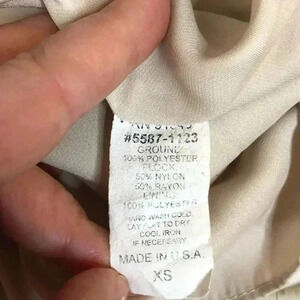 #5587-1123
GROUND
100% POLYESTER
FLOCK
50% NYLON
50% RAYON
LINING
100% POLYESTER
HAND WASH COLD
LAY FLAT TO DRY
COOL IRON
IF NECESSARY
MADE IN U.S.A.
XS